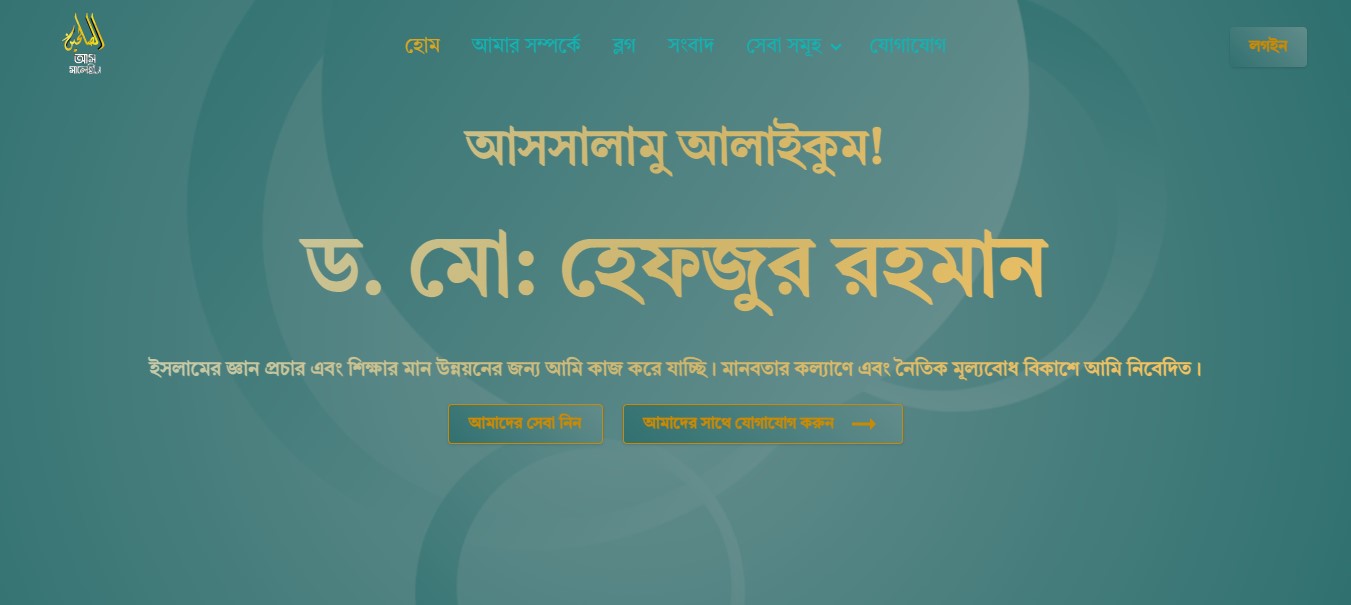 আস
সালেহীন
হোম আমার সম্পর্কে ব্লগ সংবাদ সেবা সমূহ যোগাযোগ লগইন
আসসালামু আলাইকুম!
ড. মো: হেফজুর রহমান
ইসলামের জ্ঞান প্রচার এবং শিক্ষার মান উন্নয়নের জন্য আমি কাজ করে যাচ্ছি। মানবতার কল্যাণে এবং নৈতিক মূল্যবোধ বিকাশে আমি নিবেদিত।
আমাদের সেবা নিন আমাদের সাথে যোগাযোগ করুন